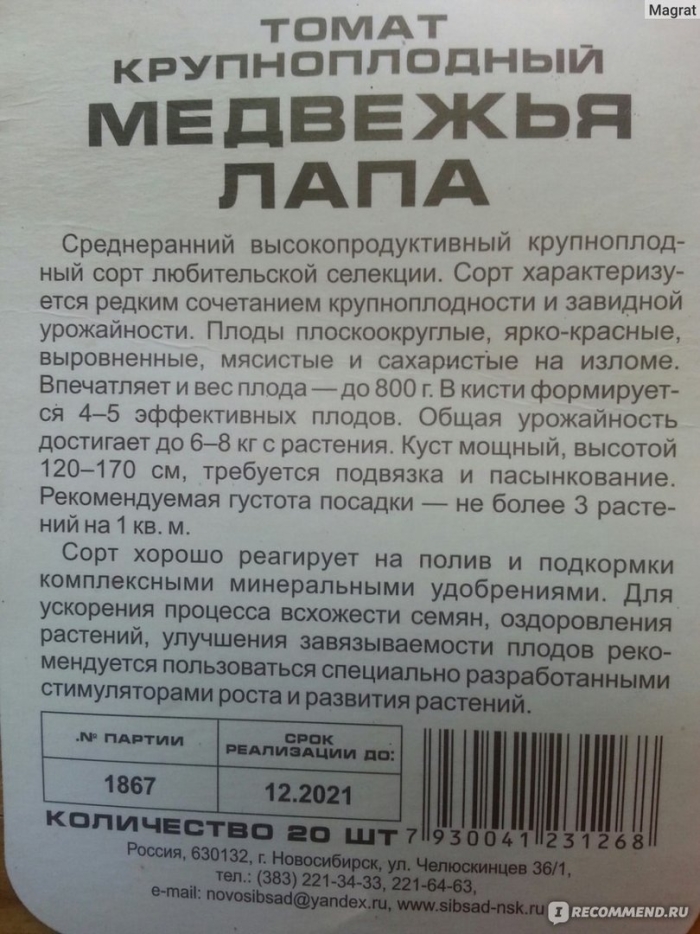 Magrat
ТОМАТ
КРУПНОПЛОДНЫЙ
МЕДВЕЖЬЯ
ЛАПА
Среднеранний высокопродуктивный крупноплод-
ный сорт любительской селекции. Сорт характеризу-
ется редким сочетанием крупноплодности и завидной
урожайности. Плоды плоскоокруглые, ярко-красные,
выровненные, мясистые и сахаристые на изломе.
Впечатляет и вес плода — до 800 г. В кисти формирует-
ся 4–5 эффективных плодов. Общая урожайность
достигает до 6–8 кг с растения. Куст мощный, высотой
120–170 см, требуется подвязка и пасынкование.
Рекомендуемая густота посадки — не более 3 расте-
ний на 1 кв. м.
Сорт хорошо реагирует на полив и подкормки
комплексными минеральными удобрениями. Для
ускорения процесса всхожести семян, оздоровления
растений, улучшения завязываемости плодов реко-
мендуется пользоваться специально разработанными
стимуляторами роста и развития растений.
.№ ПАРТИИ
СРОК
РЕАЛИЗАЦИИ ДО:
1867
12.2021
КОЛИЧЕСТВО 20 ШТ
7 930041 231268
Россия, 630132, г. Новосибирск, ул. Челюскинцев 36/1,
тел.: (383) 221-34-33, 221-64-63,
e-mail: novosibsad@yandex.ru, www.sibsad-nsk.ru
IRECOMMEND.RU